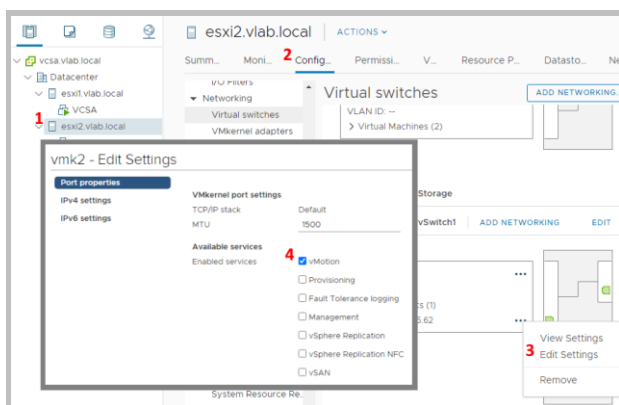 esxi2.vlab.local
ACTIONS
vcsa.vlab.local
Summ...
Moni...
2
Config...
Permissi...
V...
Resource P...
Datasto...
Ne
Datacenter
esxi1.vlab.local
VCSA
1
esxi2.vlab.local
I/O Filters
Networking
Virtual switches
VMkernel adapters
Virtual switches
ADD NETWORKING...
VLAN ID: --
Virtual Machines (2)
vmk2 - Edit Settings
Port properties
IPv4 settings
IPv6 settings
VMkernel port settings
TCP/IP stack
Default
MTU
1500
Available services
Enabled services
4
vMotion
Provisioning
Fault Tolerance logging
Management
vSphere Replication
vSphere Replication NFC
vSAN
Storage
vSwitch1
ADD NETWORKING
EDIT
...
(1)
5.62
...
View Settings
3
Edit Settings
Remove
System Resource Re..